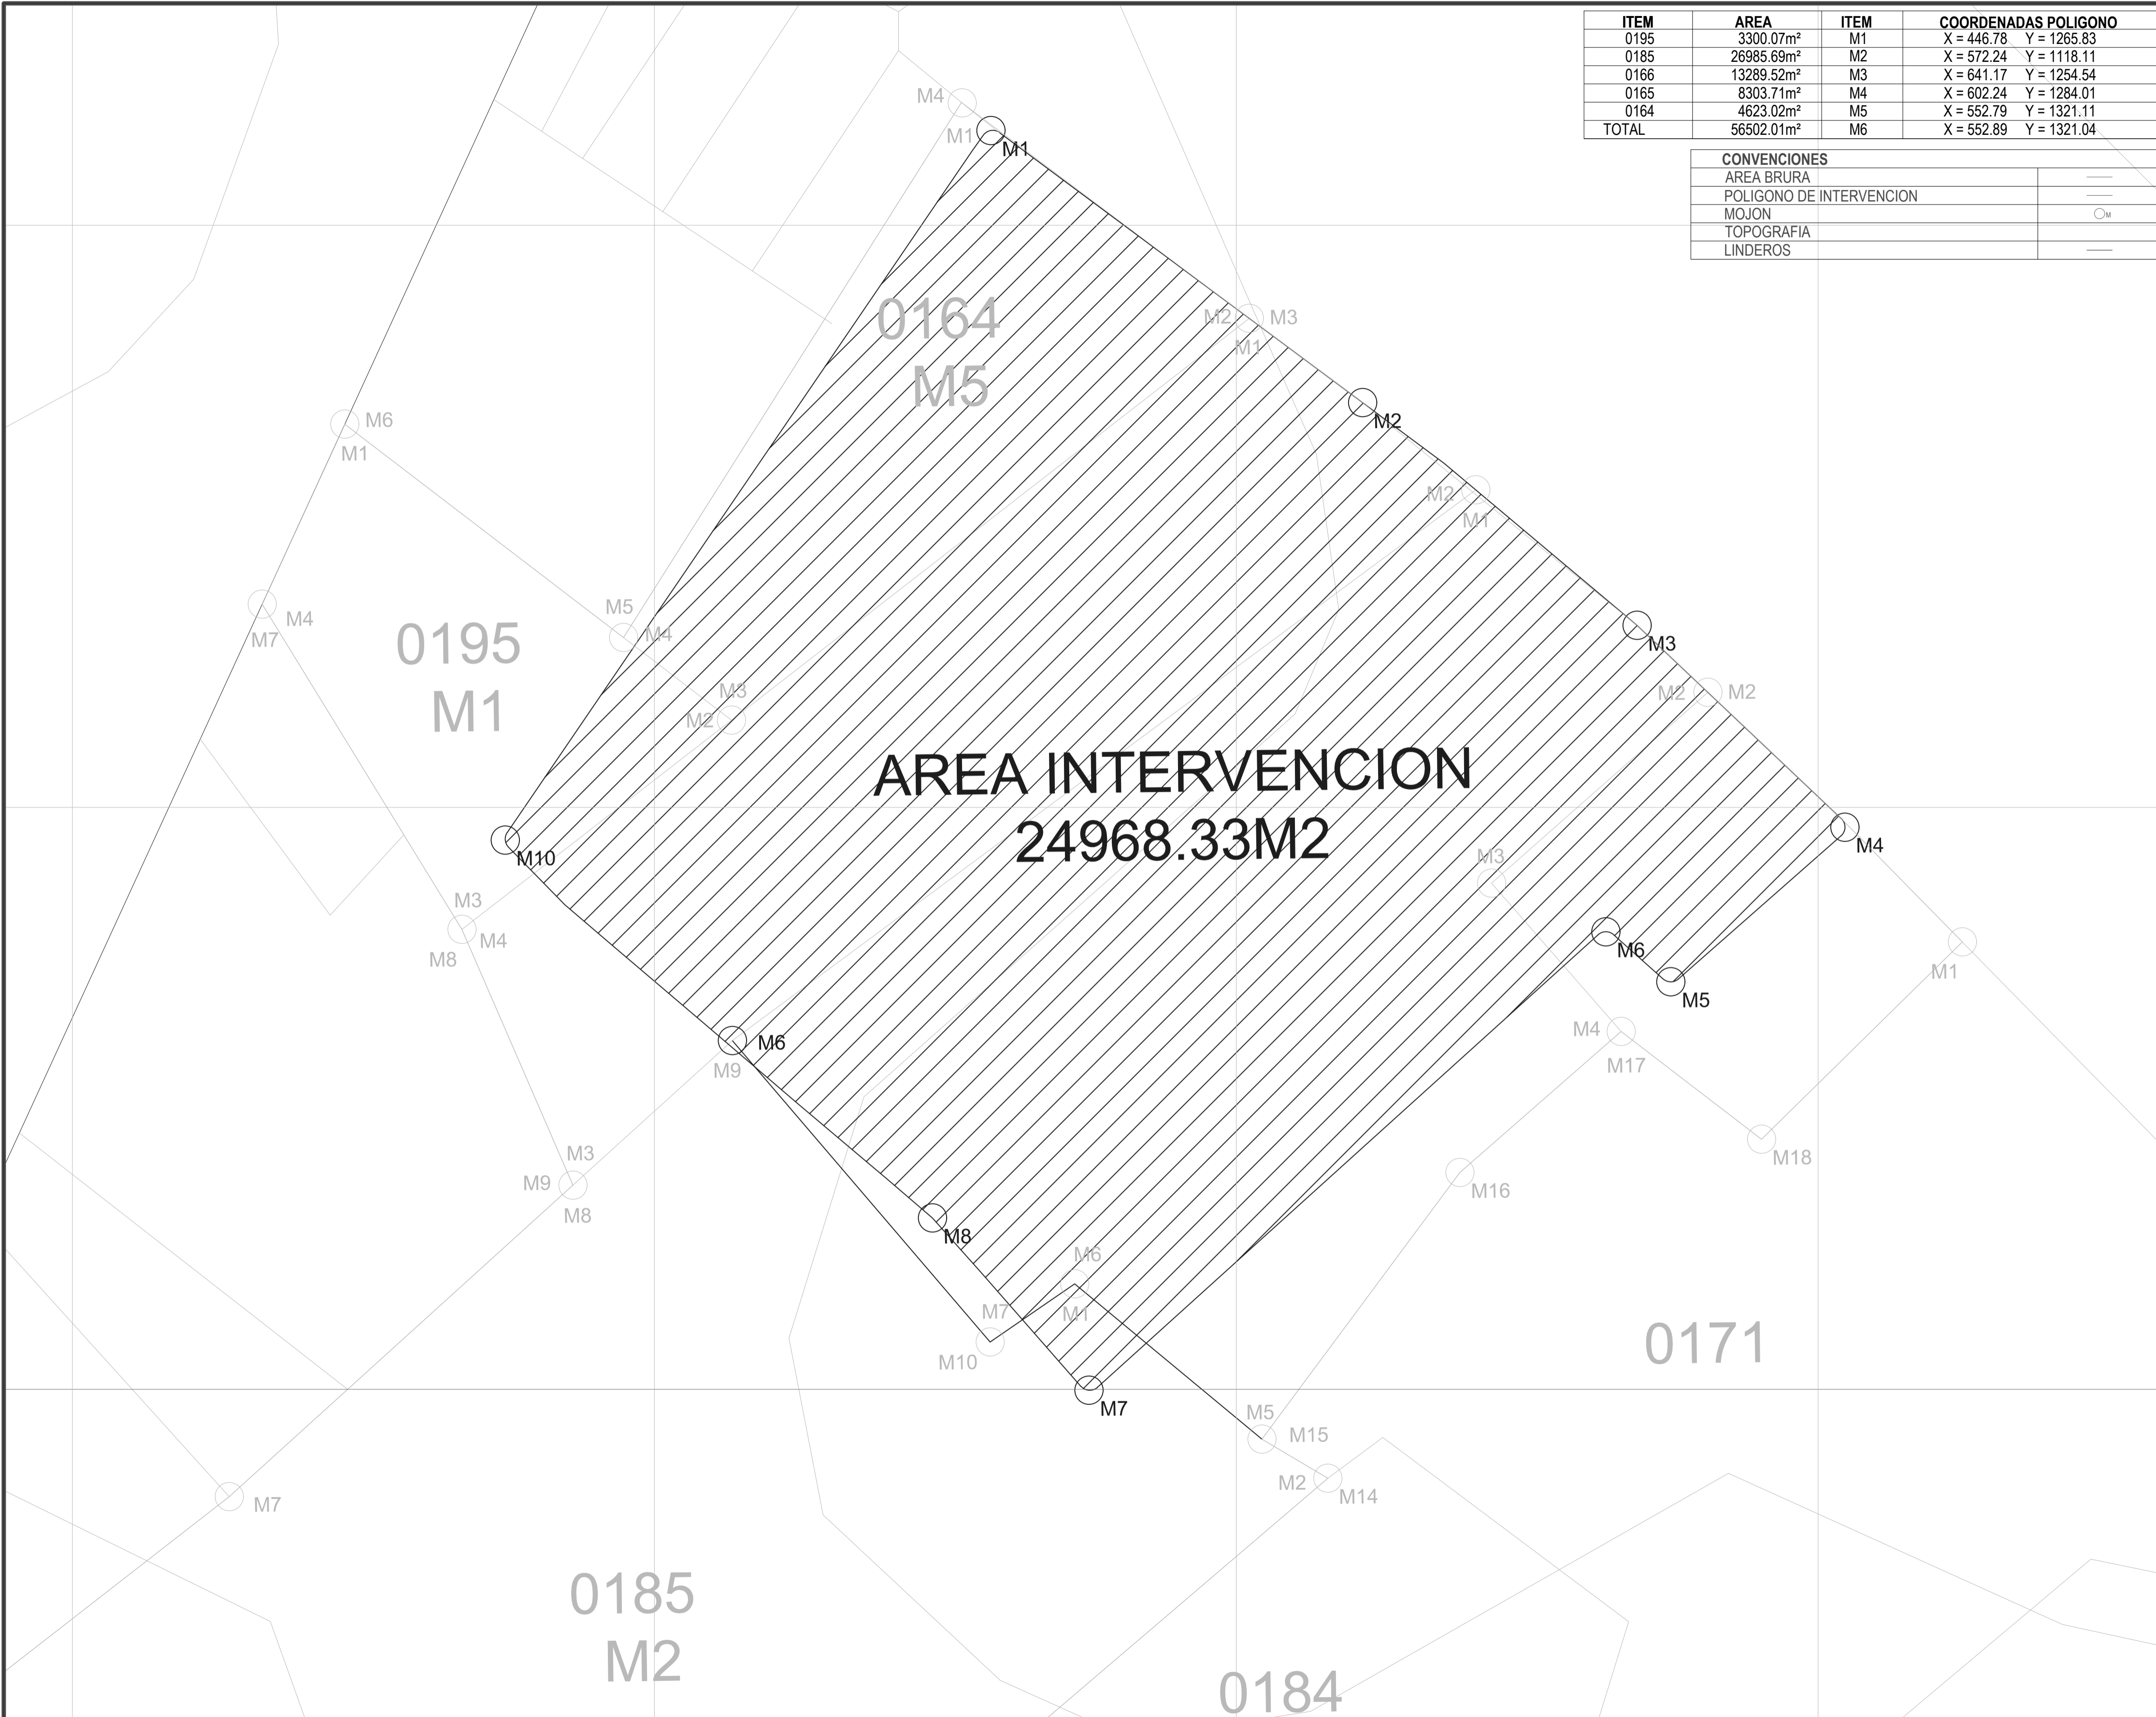 ITEM AREA ITEM COORDENADAS POLIGONO
0195 3300.07m² M1 X = 446.78 Y = 1265.83
0185 26985.69m² M2 X = 572.24 Y = 1118.11
0166 13289.52m² M3 X = 641.17 Y = 1254.54
0165 8303.71m² M4 X = 602.24 Y = 1284.01
0164 4623.02m² M5 X = 552.79 Y = 1321.11
TOTAL 56502.01m² M6 X = 552.89 Y = 1321.04
CONVENCIONES
AREA BRURA
POLIGONO DE INTERVENCION
MOJON M
TOPOGRAFIA
LINDEROS
M4
M1
M1
0164
M5
M2 M3
M1
M2
M6
M1
M2
M1
M5
M4
M4
M7
0195
M1
M3
M2
M3
M2 M2
AREA INTERVENCION
24968.33M2
M10
M4
M3
M3
M4
M8
M6
M5
M1
M6
M9
M4
M17
M18
M3
M9
M8
M16
M8
M6
M7
M1
M10
0171
M7
M5
M15
M2
M14
M7
0185
M2
0184